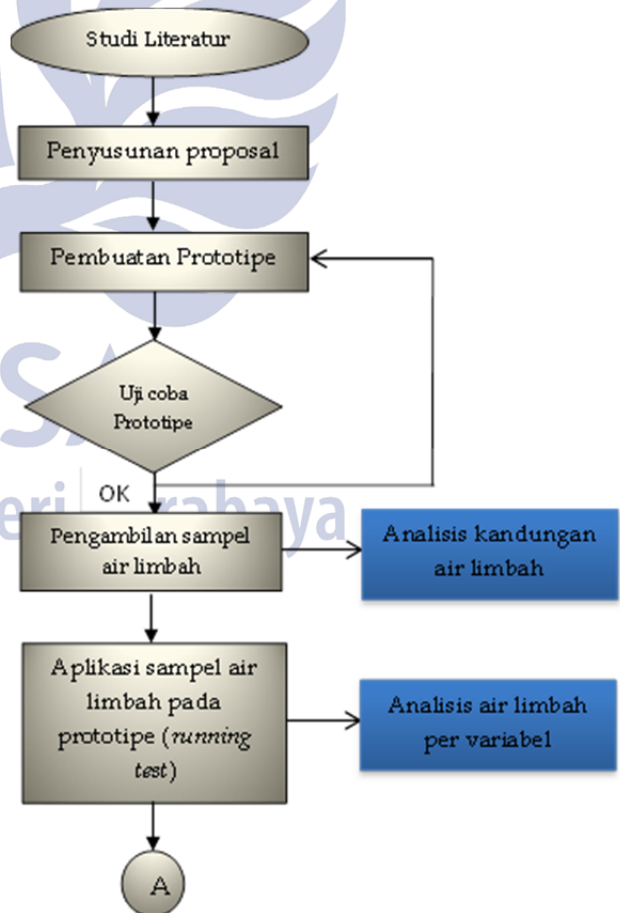 Studi Literatur
Penyusunan proposal
Pembuatan Prototipe
Uji coba
Prototipe
OK
Pengambilan sampel
air limbah
Analisis kandungan
air limbah
Aplikasi sampel air
limbah pada
prototipe (running
test)
Analisis air limbah
per variabel
A